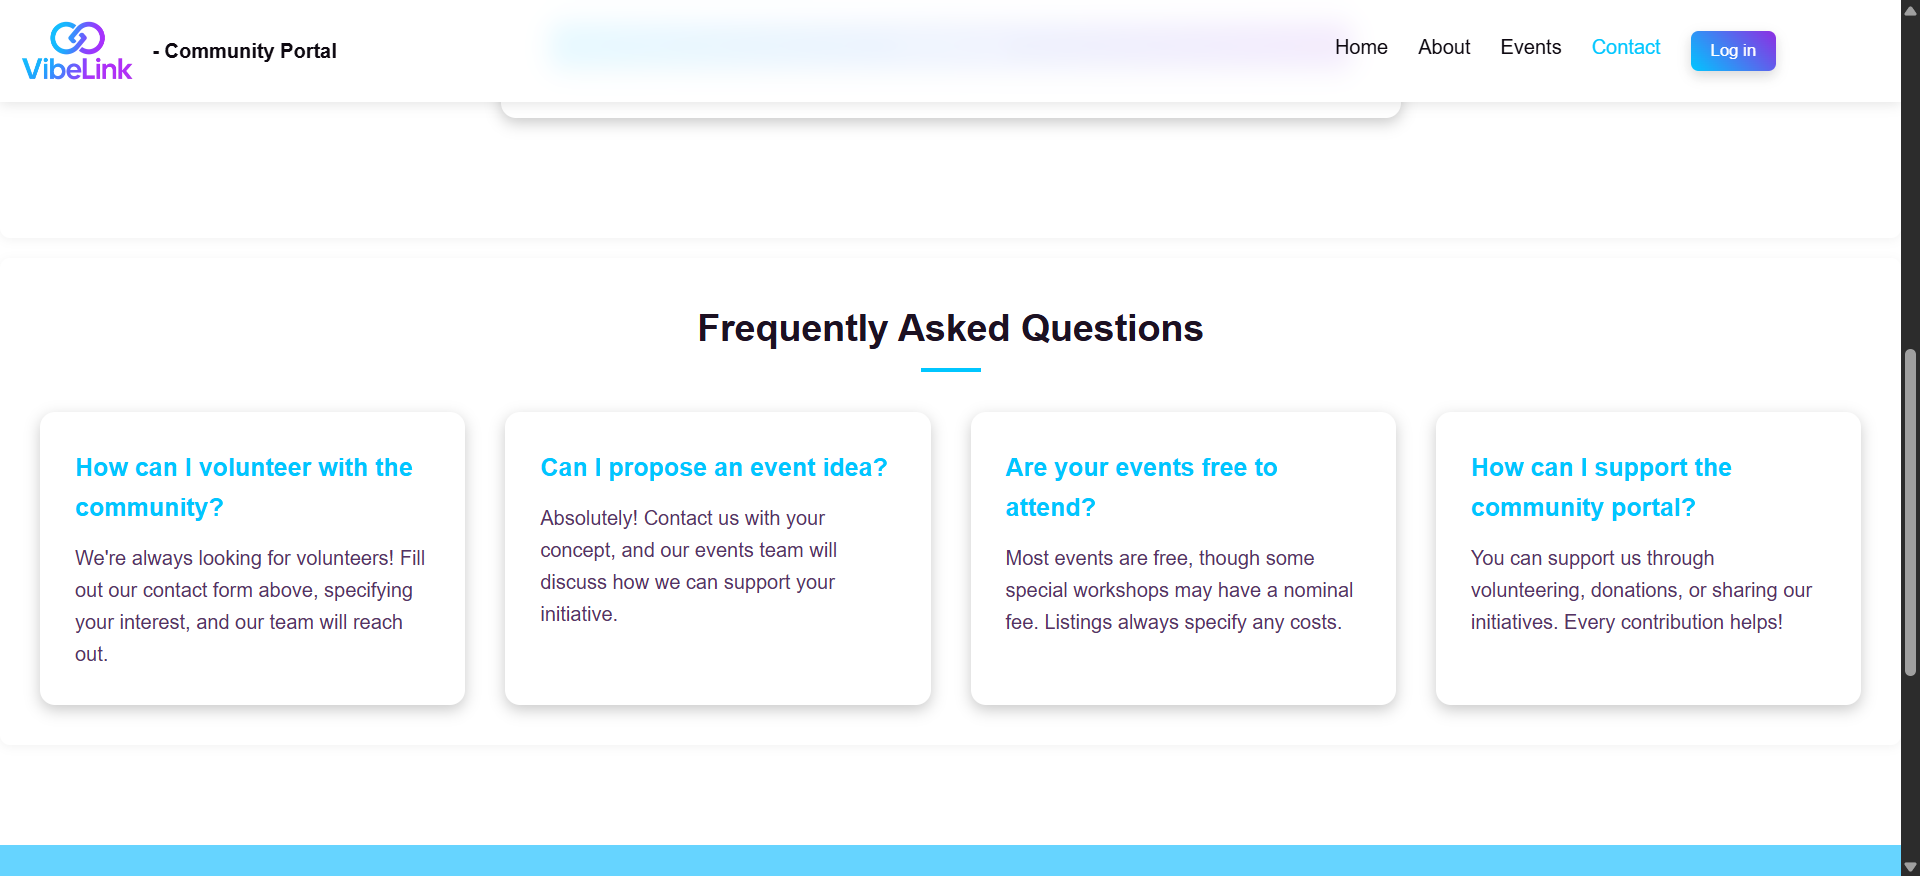 VibeLink
- Community Portal
Home About Events Contact Log in
Frequently Asked Questions
How can I volunteer with the
community?
We're always looking for volunteers! Fill
out our contact form above, specifying
your interest, and our team will reach
out.
Can I propose an event idea?
Absolutely! Contact us with your
concept, and our events team will
discuss how we can support your
initiative.
Are your events free to
attend?
Most events are free, though some
special workshops may have a nominal
fee. Listings always specify any costs.
How can I support the
community portal?
You can support us through
volunteering, donations, or sharing our
initiatives. Every contribution helps!